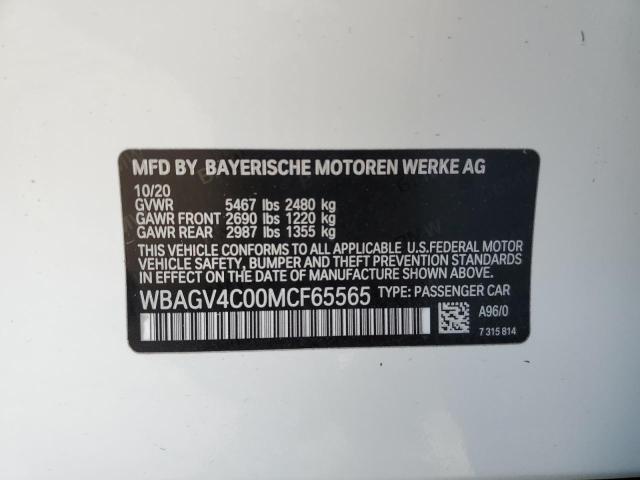 MFD BY BAYERISCHE MOTOREN WERKE AG
10/20
GVWR 5467 lbs 2480 kg
GAWR FRONT 2690 lbs 1220 kg
GAWR REAR 2987 lbs 1355 kg
THIS VEHICLE CONFORMS TO ALL APPLICABLE U.S.FEDERAL MOTOR
VEHICLE SAFETY, BUMPER AND THEFT PREVENTION STANDARDS
IN EFFECT ON THE DATE OF MANUFACTURE SHOWN ABOVE.
WBAGV4C00MCF65565 TYPE: PASSENGER CAR
A96/0
7 315 814